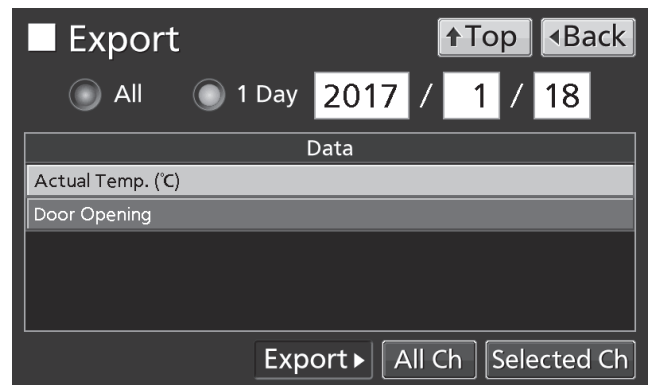 Export ↑Top ◂Back
All 1 Day 2017 / 1 / 18
Data
Actual Temp. (℃)
Door Opening
Export▸ All Ch Selected Ch